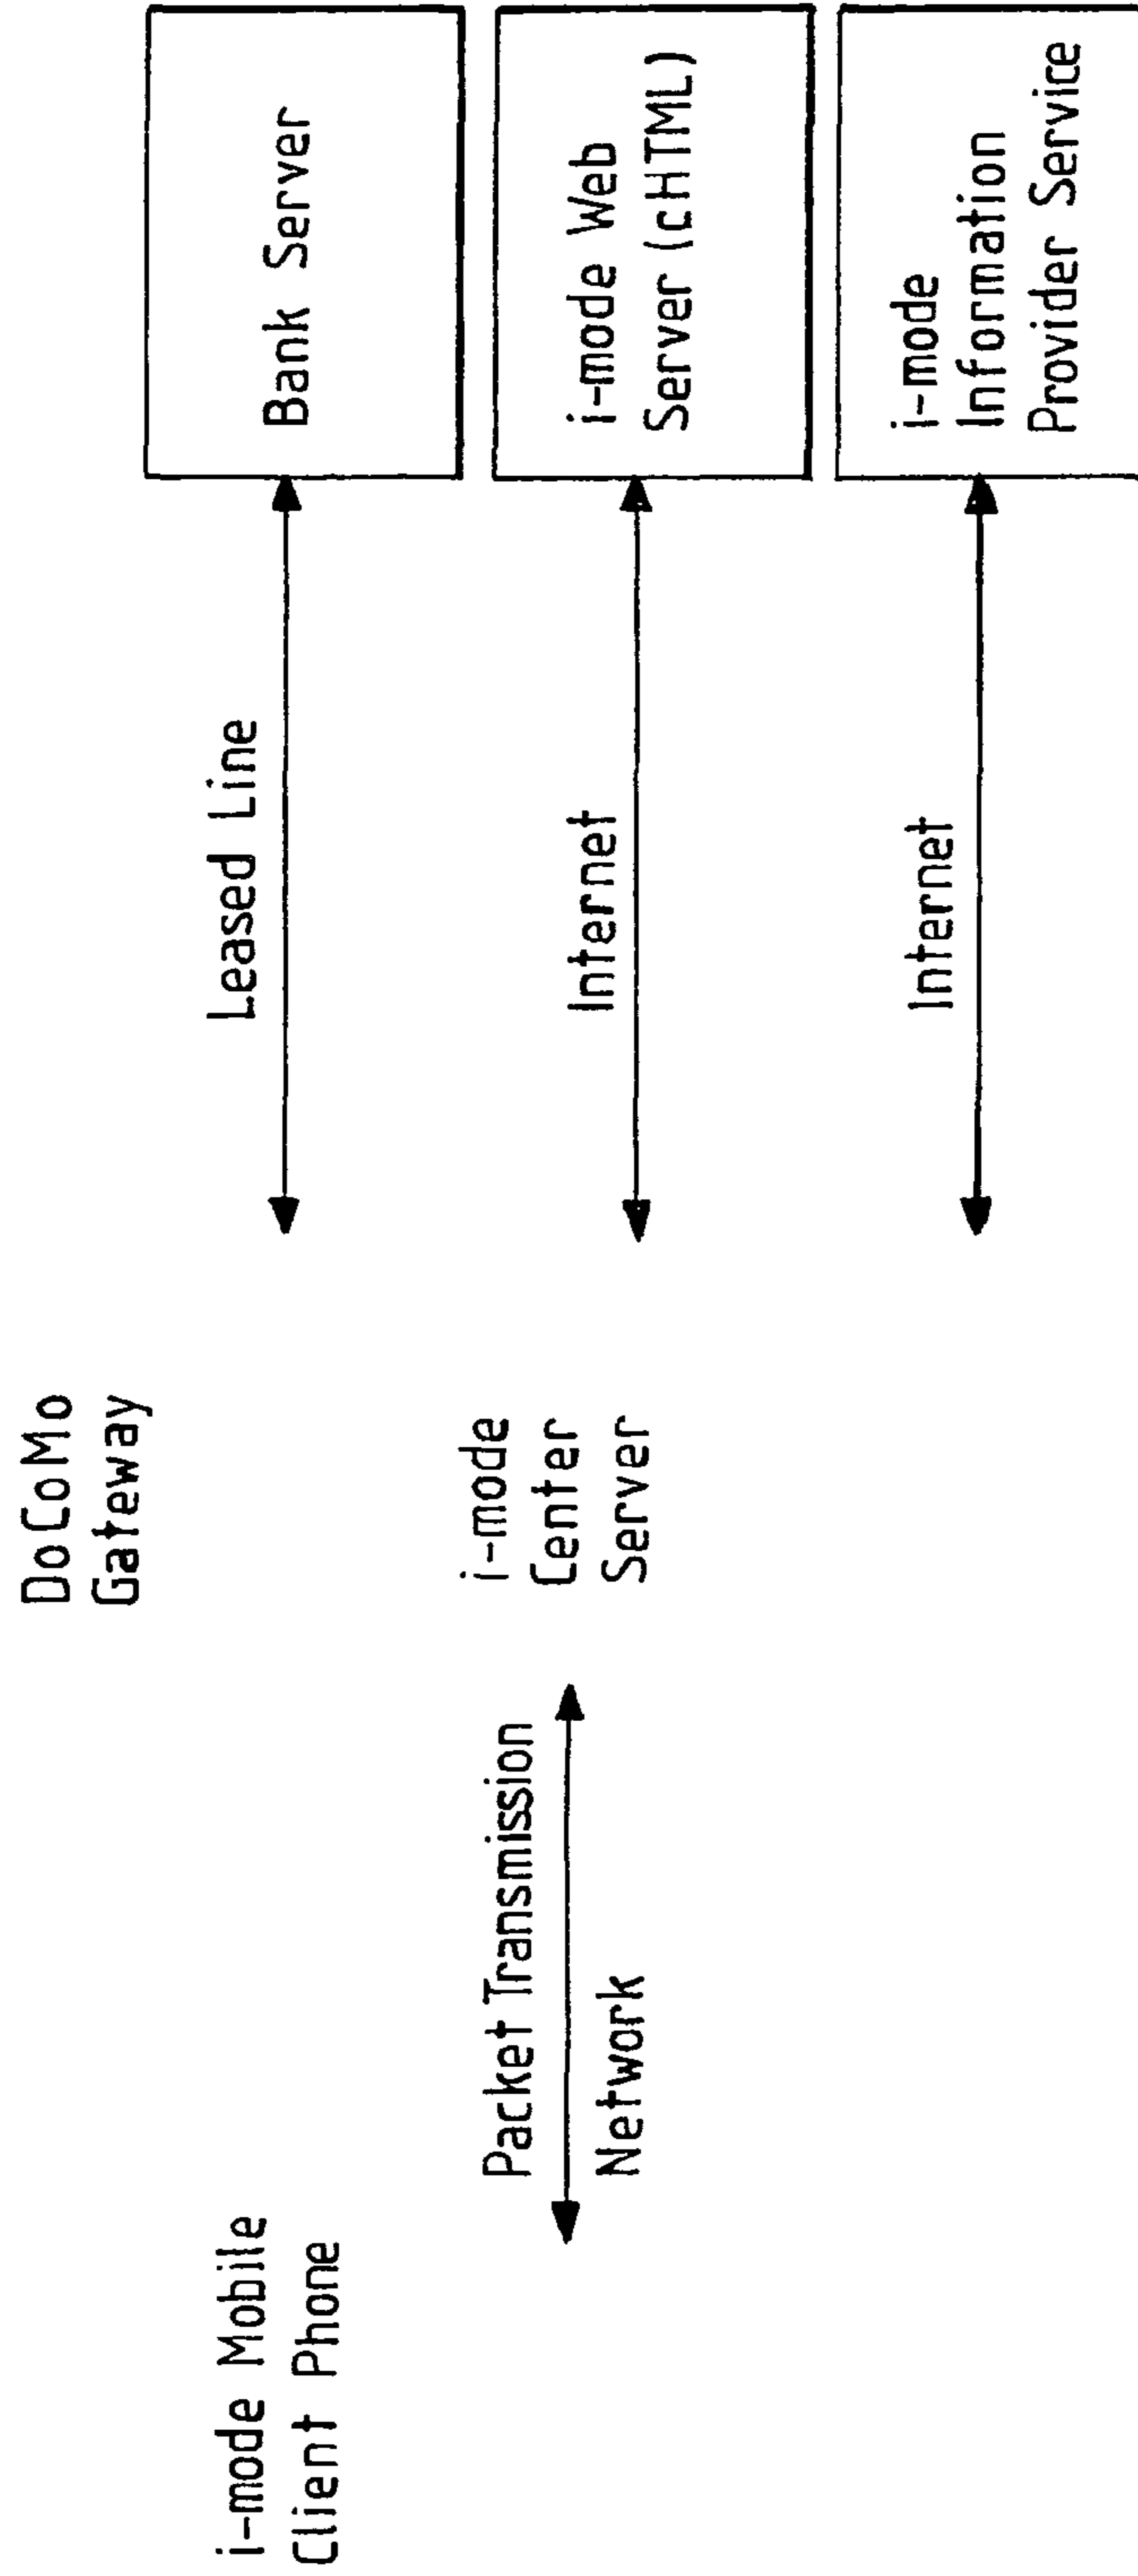 i-mode Mobile
Client Phone
Packet Transmission
Network
DoCoMo
Gateway
i-mode
Center
Server
Leased Line
Internet
Internet
Bank Server
i-mode Web
Server (cHTML)
i-mode
Information
Provider Service